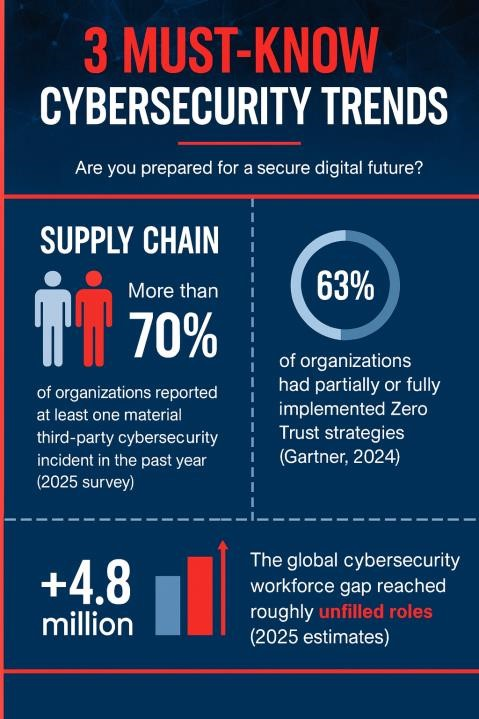 3 MUST-KNOW
CYBERSECURITY TRENDS
Are you prepared for a secure digital future?
SUPPLY CHAIN
More than
70%
of organizations reported
at least one material
third-party cybersecurity
incident in the past year
(2025 survey)
63%
of organizations
had partially or fully
implemented Zero
Trust strategies
(Gartner, 2024)
+4.8
million
The global cybersecurity
workforce gap reached
roughly unfilled roles
(2025 estimates)